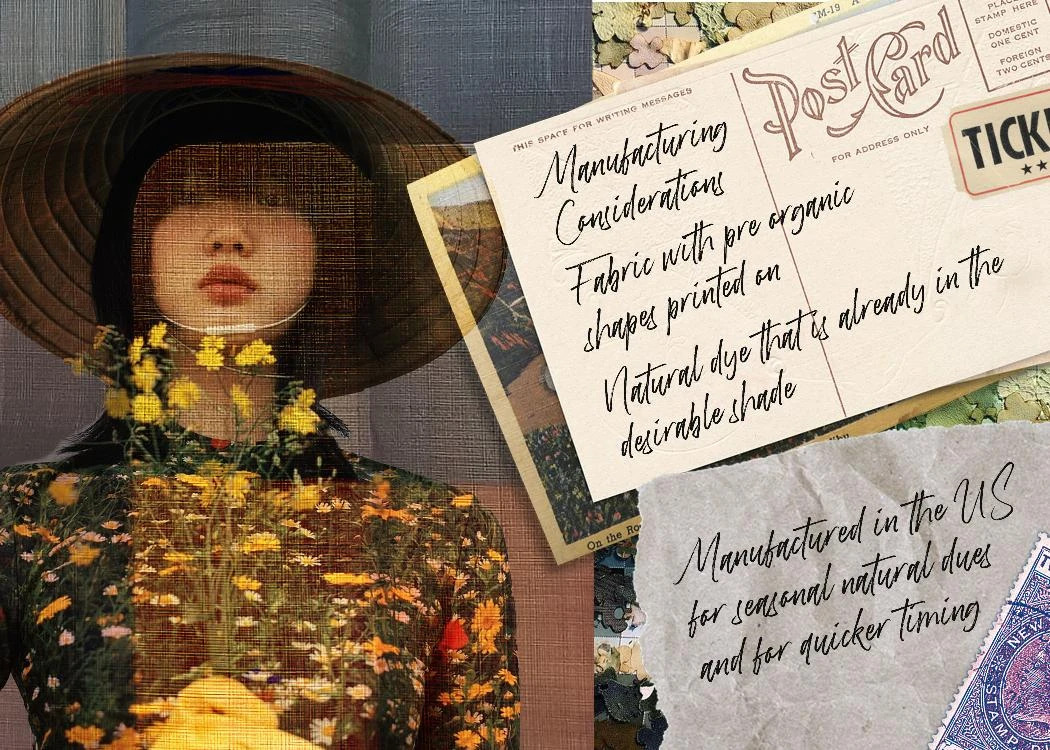 M-19 A
THIS SPACE FOR WRITING MESSAGES
Post Card
PLACE
STAMP HERE
DOMESTIC
ONE CENT
FOREIGN
TWO CENTS
FOR ADDRESS ONLY
TICK
Manufacturing
Considerations
Fabric with pre organic
shapes printed on
Natural dye that is already in the
desirable shade
On the Ro
Manufactured in the US
for seasonal natural dues
and for quicker timing
NEW
STAMP